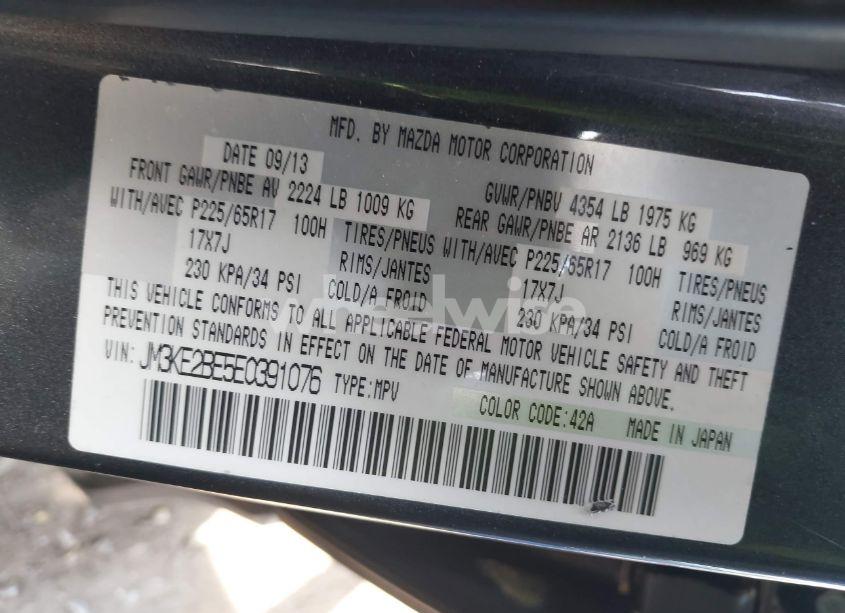 MFD. BY MAZDA MOTOR CORPORATION
DATE 09/13 GVWR/PNBV 4354 LB 1975 KG
FRONT GAWR/PNBE AV 2224 LB 1009 KG REAR GAWR/PNBE AR 2136 LB 969 KG
WITH/AVEC P225/65R17 100H TIRES/PNEUS WITH/AVEC P225/65R17 100H TIRES/PNEUS
17X7J RIMS/JANTES 17X7J RIMS/JANTES
230 KPA/34 PSI COLD/A FROID 230 KPA/34 PSI COLD/A FROID
THIS VEHICLE CONFORMS TO ALL APPLICABLE FEDERAL MOTOR VEHICLE SAFETY AND THEFT
PREVENTION STANDARDS IN EFFECT ON THE DATE OF MANUFACTURE SHOWN ABOVE.
VIN: JM3KE2BE5E0391076 TYPE:MPV
COLOR CODE:42A MADE IN JAPAN
wheelwise